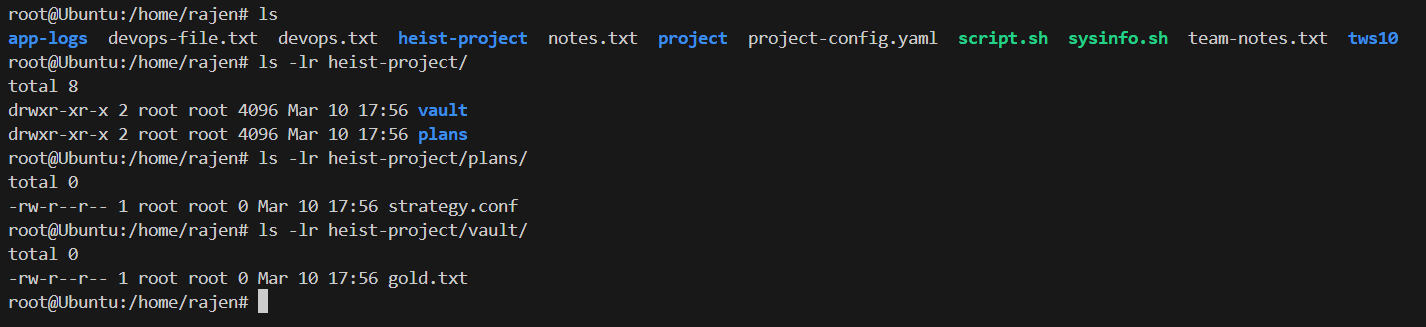 root@Ubuntu:/home/rajen# ls
app-logs  devops-file.txt  devops.txt  heist-project  notes.txt  project  project-config.yaml  script.sh  sysinfo.sh  team-notes.txt  tws10
root@Ubuntu:/home/rajen# ls -lr heist-project/
total 8
drwxr-xr-x 2 root root 4096 Mar 10 17:56 vault
drwxr-xr-x 2 root root 4096 Mar 10 17:56 plans
root@Ubuntu:/home/rajen# ls -lr heist-project/plans/
total 0
-rw-r--r-- 1 root root 0 Mar 10 17:56 strategy.conf
root@Ubuntu:/home/rajen# ls -lr heist-project/vault/
total 0
-rw-r--r-- 1 root root 0 Mar 10 17:56 gold.txt
root@Ubuntu:/home/rajen#